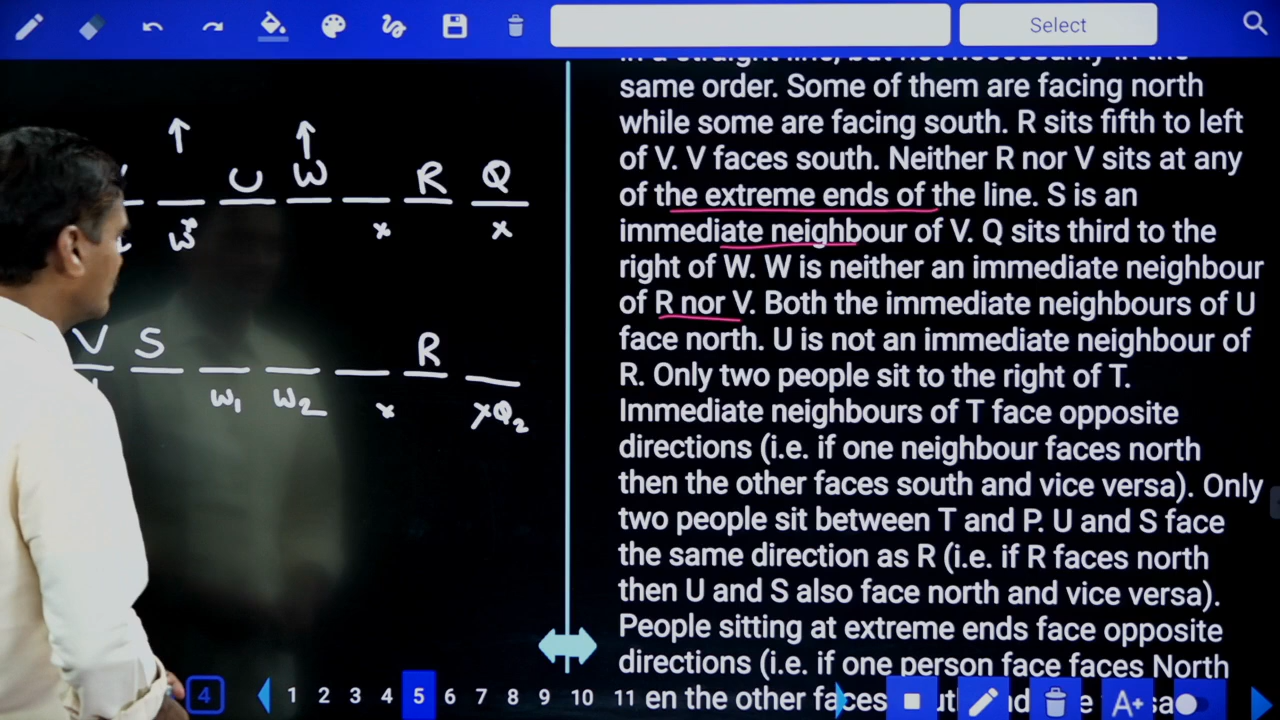 Select
same order. Some of them are facing north
while some are facing south. R sits fifth to left
of V. V faces south. Neither R nor V sits at any
of the extreme ends of the line. S is an
immediate neighbour of V. Q sits third to the
right of W. W is neither an immediate neighbour
of R nor V. Both the immediate neighbours of U
face north. U is not an immediate neighbour of
R. Only two people sit to the right of T.
Immediate neighbours of T face opposite
directions (i.e. if one neighbour faces north
then the other faces south and vice versa). Only
two people sit between T and P. U and S face
the same direction as R (i.e. if R faces north
then U and S also face north and vice versa).
People sitting at extreme ends face opposite
directions (i.e. if one person face faces North
en the other faces
U W R Q
W x x
V S R
W1 W2 x xQ2
4 1 2 3 4 5 6 7 8 9 10 11 A+